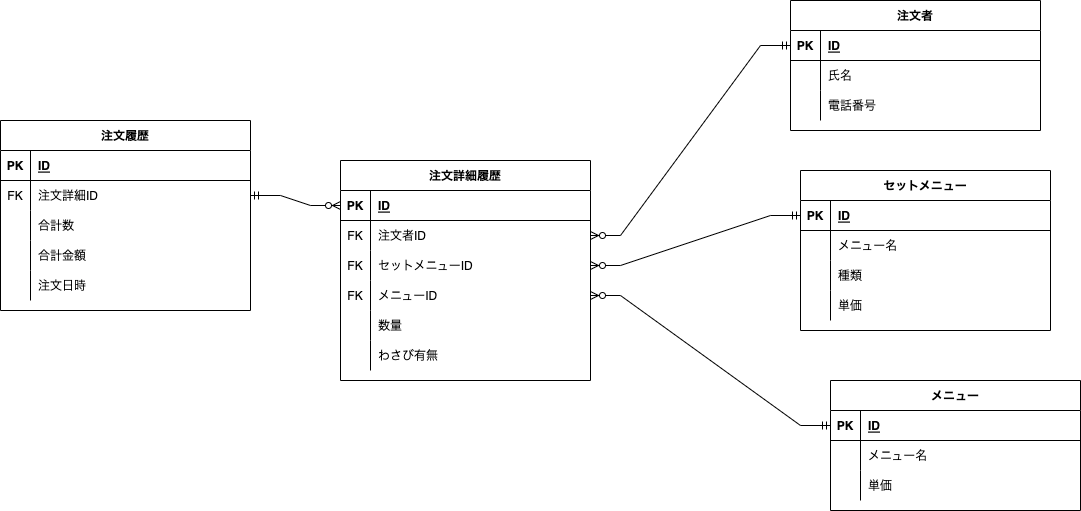 注文履歴
PK ID
FK 注文詳細ID
合計数
合計金額
注文日時
注文詳細履歴
PK ID
FK 注文者ID
FK セットメニューID
FK メニューID
数量
わさび有無
注文者
PK ID
氏名
電話番号
セットメニュー
PK ID
メニュー名
種類
単価
メニュー
PK ID
メニュー名
単価